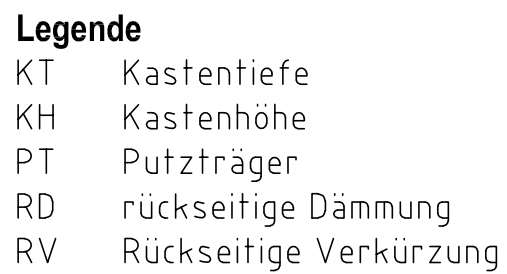 Legende
KT Kastentiefe
KH Kastenhöhe
PT Putzträger
RD rückseitige Dämmung
RV Rückseitige Verkürzung